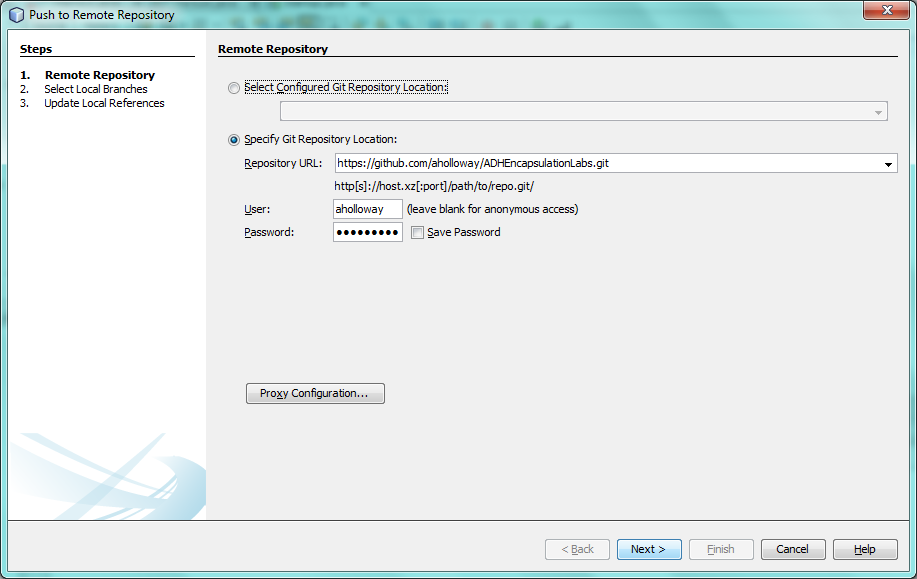 Push to Remote Repository
Steps
1. Remote Repository
2. Select Local Branches
3. Update Local References
Remote Repository
Select Configured Git Repository Location:
Specify Git Repository Location:
Repository URL: https://github.com/aholloway/ADHEncapsulationLabs.git
http[s]://host.xz[:port]/path/to/repo.git/
User: aholloway (leave blank for anonymous access)
Password: ●●●●●●●●● Save Password
Proxy Configuration...
< Back Next > Finish Cancel Help